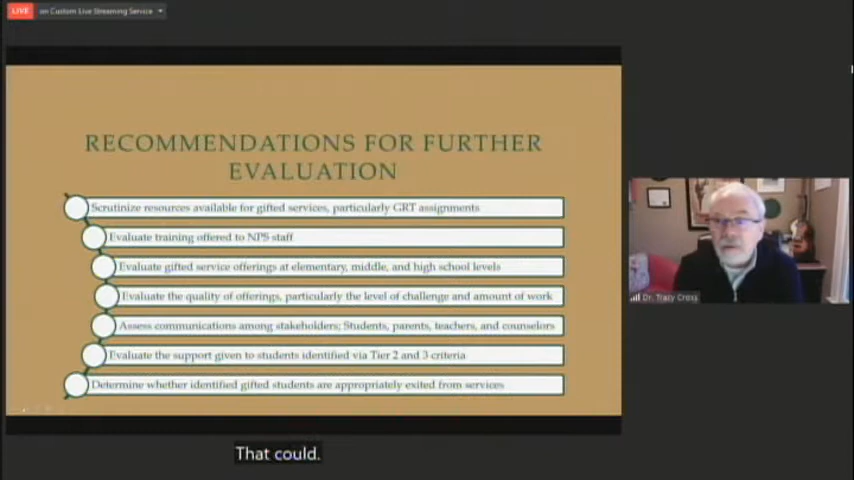 LIVE on Custom Live Streaming Service
RECOMMENDATIONS FOR FURTHER
EVALUATION
Scrutinize resources available for gifted services, particularly GRT assignments
Evaluate training offered to NPS staff
Evaluate gifted service offerings at elementary, middle, and high school levels
Evaluate the quality of offerings, particularly the level of challenge and amount of work
Assess communications among stakeholders; Students, parents, teachers, and counselors
Evaluate the support given to students identified via Tier 2 and 3 criteria
Determine whether identified gifted students are appropriately exited from services
Dr. Tracy Cross
That could.